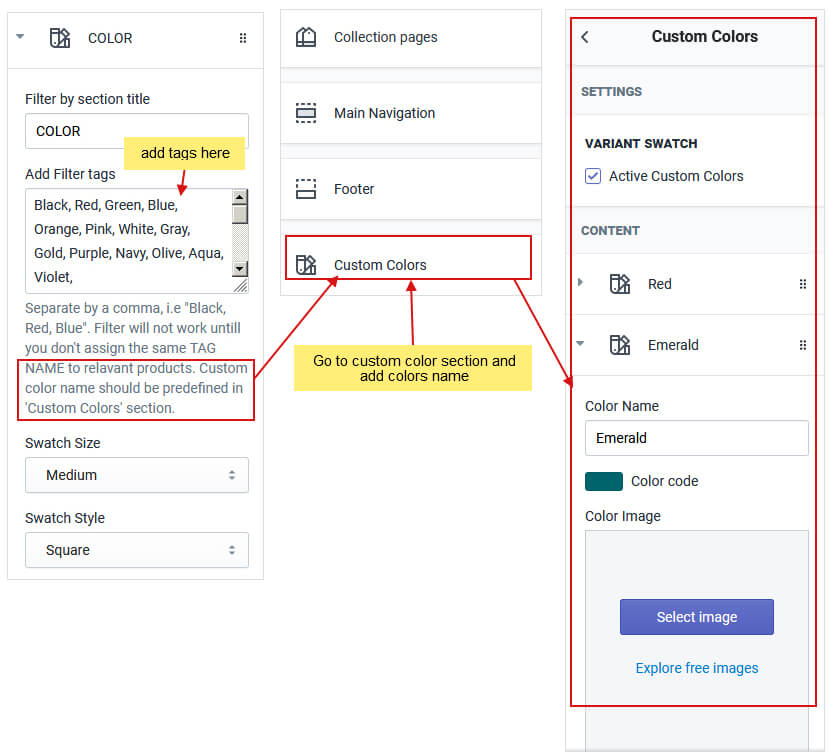 COLOR
Filter by section title
COLOR
add tags here
Add Filter tags
Black, Red, Green, Blue,
Orange, Pink, White, Gray,
Gold, Purple, Navy, Olive, Aqua,
Violet,
Separate by a comma, i.e "Black,
Red, Blue". Filter will not work untill
you don't assign the same TAG
NAME to relavant products. Custom
color name should be predefined in
'Custom Colors' section.
Swatch Size
Medium
Swatch Style
Square
Collection pages
Main Navigation
Footer
Custom Colors
Go to custom color section and
add colors name
Custom Colors
SETTINGS
VARIANT SWATCH
Active Custom Colors
CONTENT
Red
Emerald
Color Name
Emerald
Color code
Color Image
Select image
Explore free images